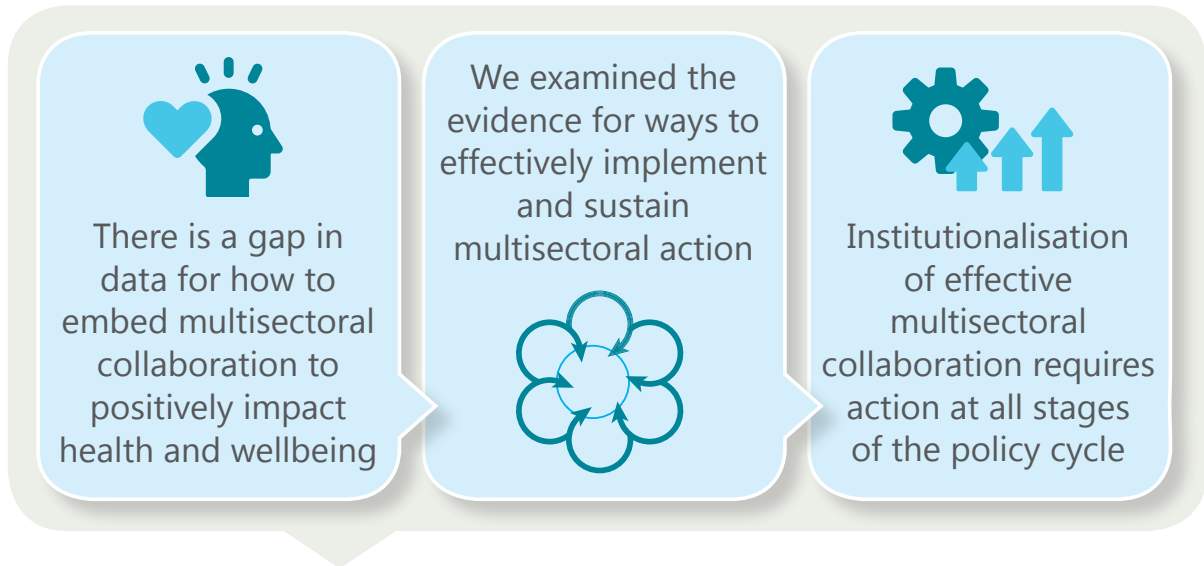 There is a gap in
data for how to
embed multisectoral
collaboration to
positively impact
health and wellbeing
We examined the
evidence for ways to
effectively implement
and sustain
multisectoral action
Institutionalisation
of effective
multisectoral
collaboration requires
action at all stages
of the policy cycle